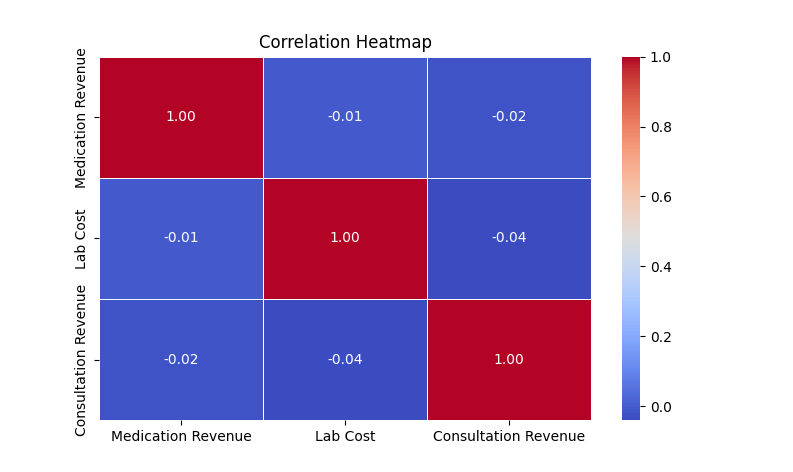 Correlation Heatmap
Medication Revenue
1.00
-0.01
-0.02
Lab Cost
-0.01
1.00
-0.04
Consultation Revenue
-0.02
-0.04
1.00
Medication Revenue
Lab Cost
Consultation Revenue
1.0
0.8
0.6
0.4
0.2
0.0